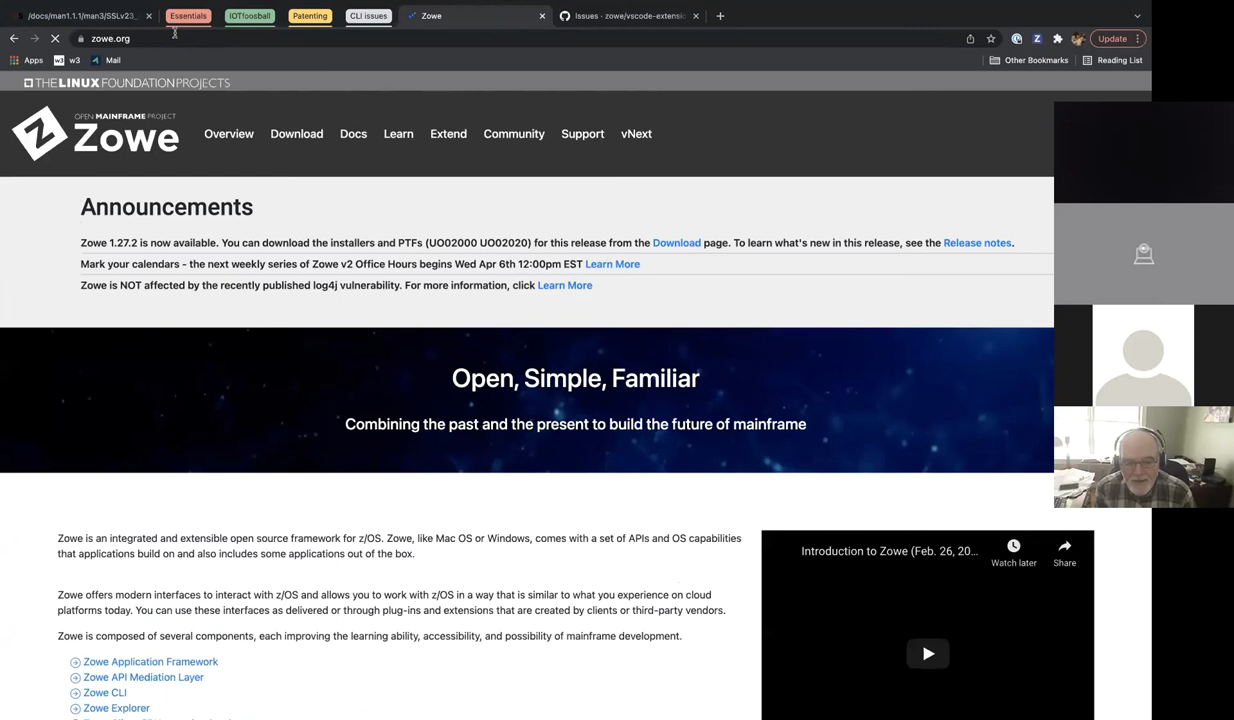 /docs/man1.1.1/man3/SSLv23_
Essentials
IOTfoosball
Patenting
CLI issues
Zowe
Issues · zowe/vscode-extensio
zowe.org
Update
Apps
w3
w3
Mail
Other Bookmarks
Reading List
THE LINUX FOUNDATION PROJECTS
OPEN MAINFRAME PROJECT
Zowe
Overview
Download
Docs
Learn
Extend
Community
Support
vNext
Announcements
Zowe 1.27.2 is now available. You can download the installers and PTFs (UO02000 UO02020) for this release from the Download page. To learn what's new in this release, see the Release notes.
Mark your calendars - the next weekly series of Zowe v2 Office Hours begins Wed Apr 6th 12:00pm EST Learn More
Zowe is NOT affected by the recently published log4j vulnerability. For more information, click Learn More
Open, Simple, Familiar
Combining the past and the present to build the future of mainframe
Zowe is an integrated and extensible open source framework for z/OS. Zowe, like Mac OS or Windows, comes with a set of APIs and OS capabilities
that applications build on and also includes some applications out of the box.
Zowe offers modern interfaces to interact with z/OS and allows you to work with z/OS in a way that is similar to what you experience on cloud
platforms today. You can use these interfaces as delivered or through plug-ins and extensions that are created by clients or third-party vendors.
Zowe is composed of several components, each improving the learning ability, accessibility, and possibility of mainframe development.
Zowe Application Framework
Zowe API Mediation Layer
Zowe CLI
Zowe Explorer
Introduction to Zowe (Feb. 26, 20...
Watch later
Share